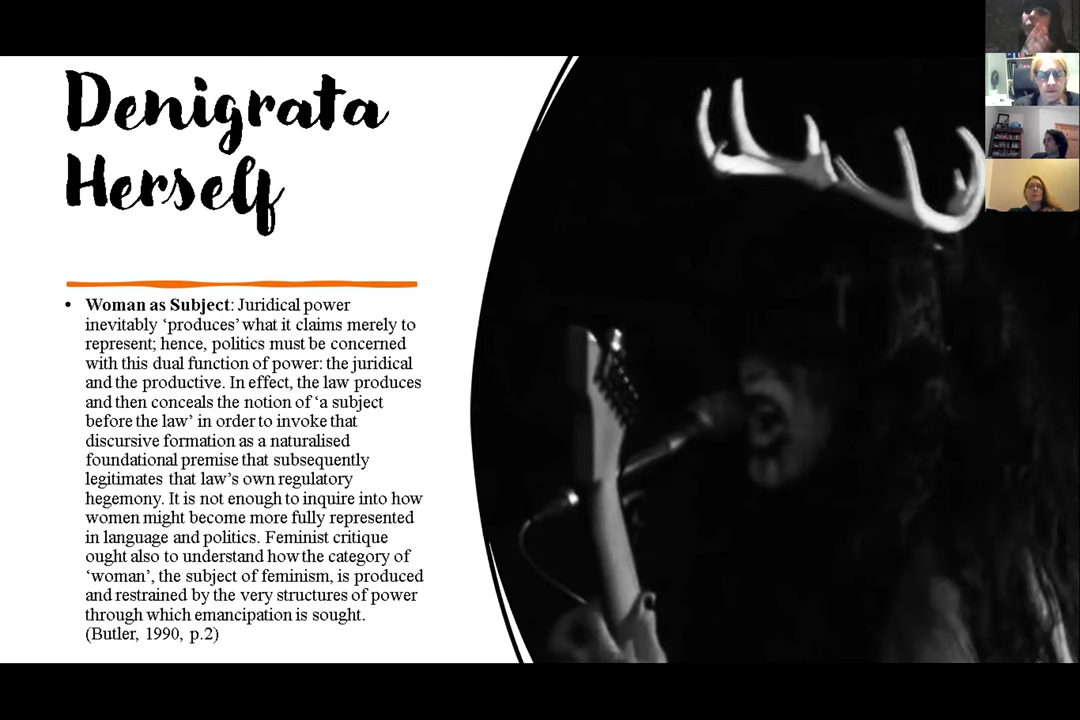 Denigrata
Herself
• Woman as Subject: Juridical power
inevitably ‘produces’ what it claims merely to
represent; hence, politics must be concerned
with this dual function of power: the juridical
and the productive. In effect, the law produces
and then conceals the notion of ‘a subject
before the law’ in order to invoke that
discursive formation as a naturalised
foundational premise that subsequently
legitimates that law’s own regulatory
hegemony. It is not enough to inquire into how
women might become more fully represented
in language and politics. Feminist critique
ought also to understand how the category of
‘woman’, the subject of feminism, is produced
and restrained by the very structures of power
through which emancipation is sought.
(Butler, 1990, p.2)